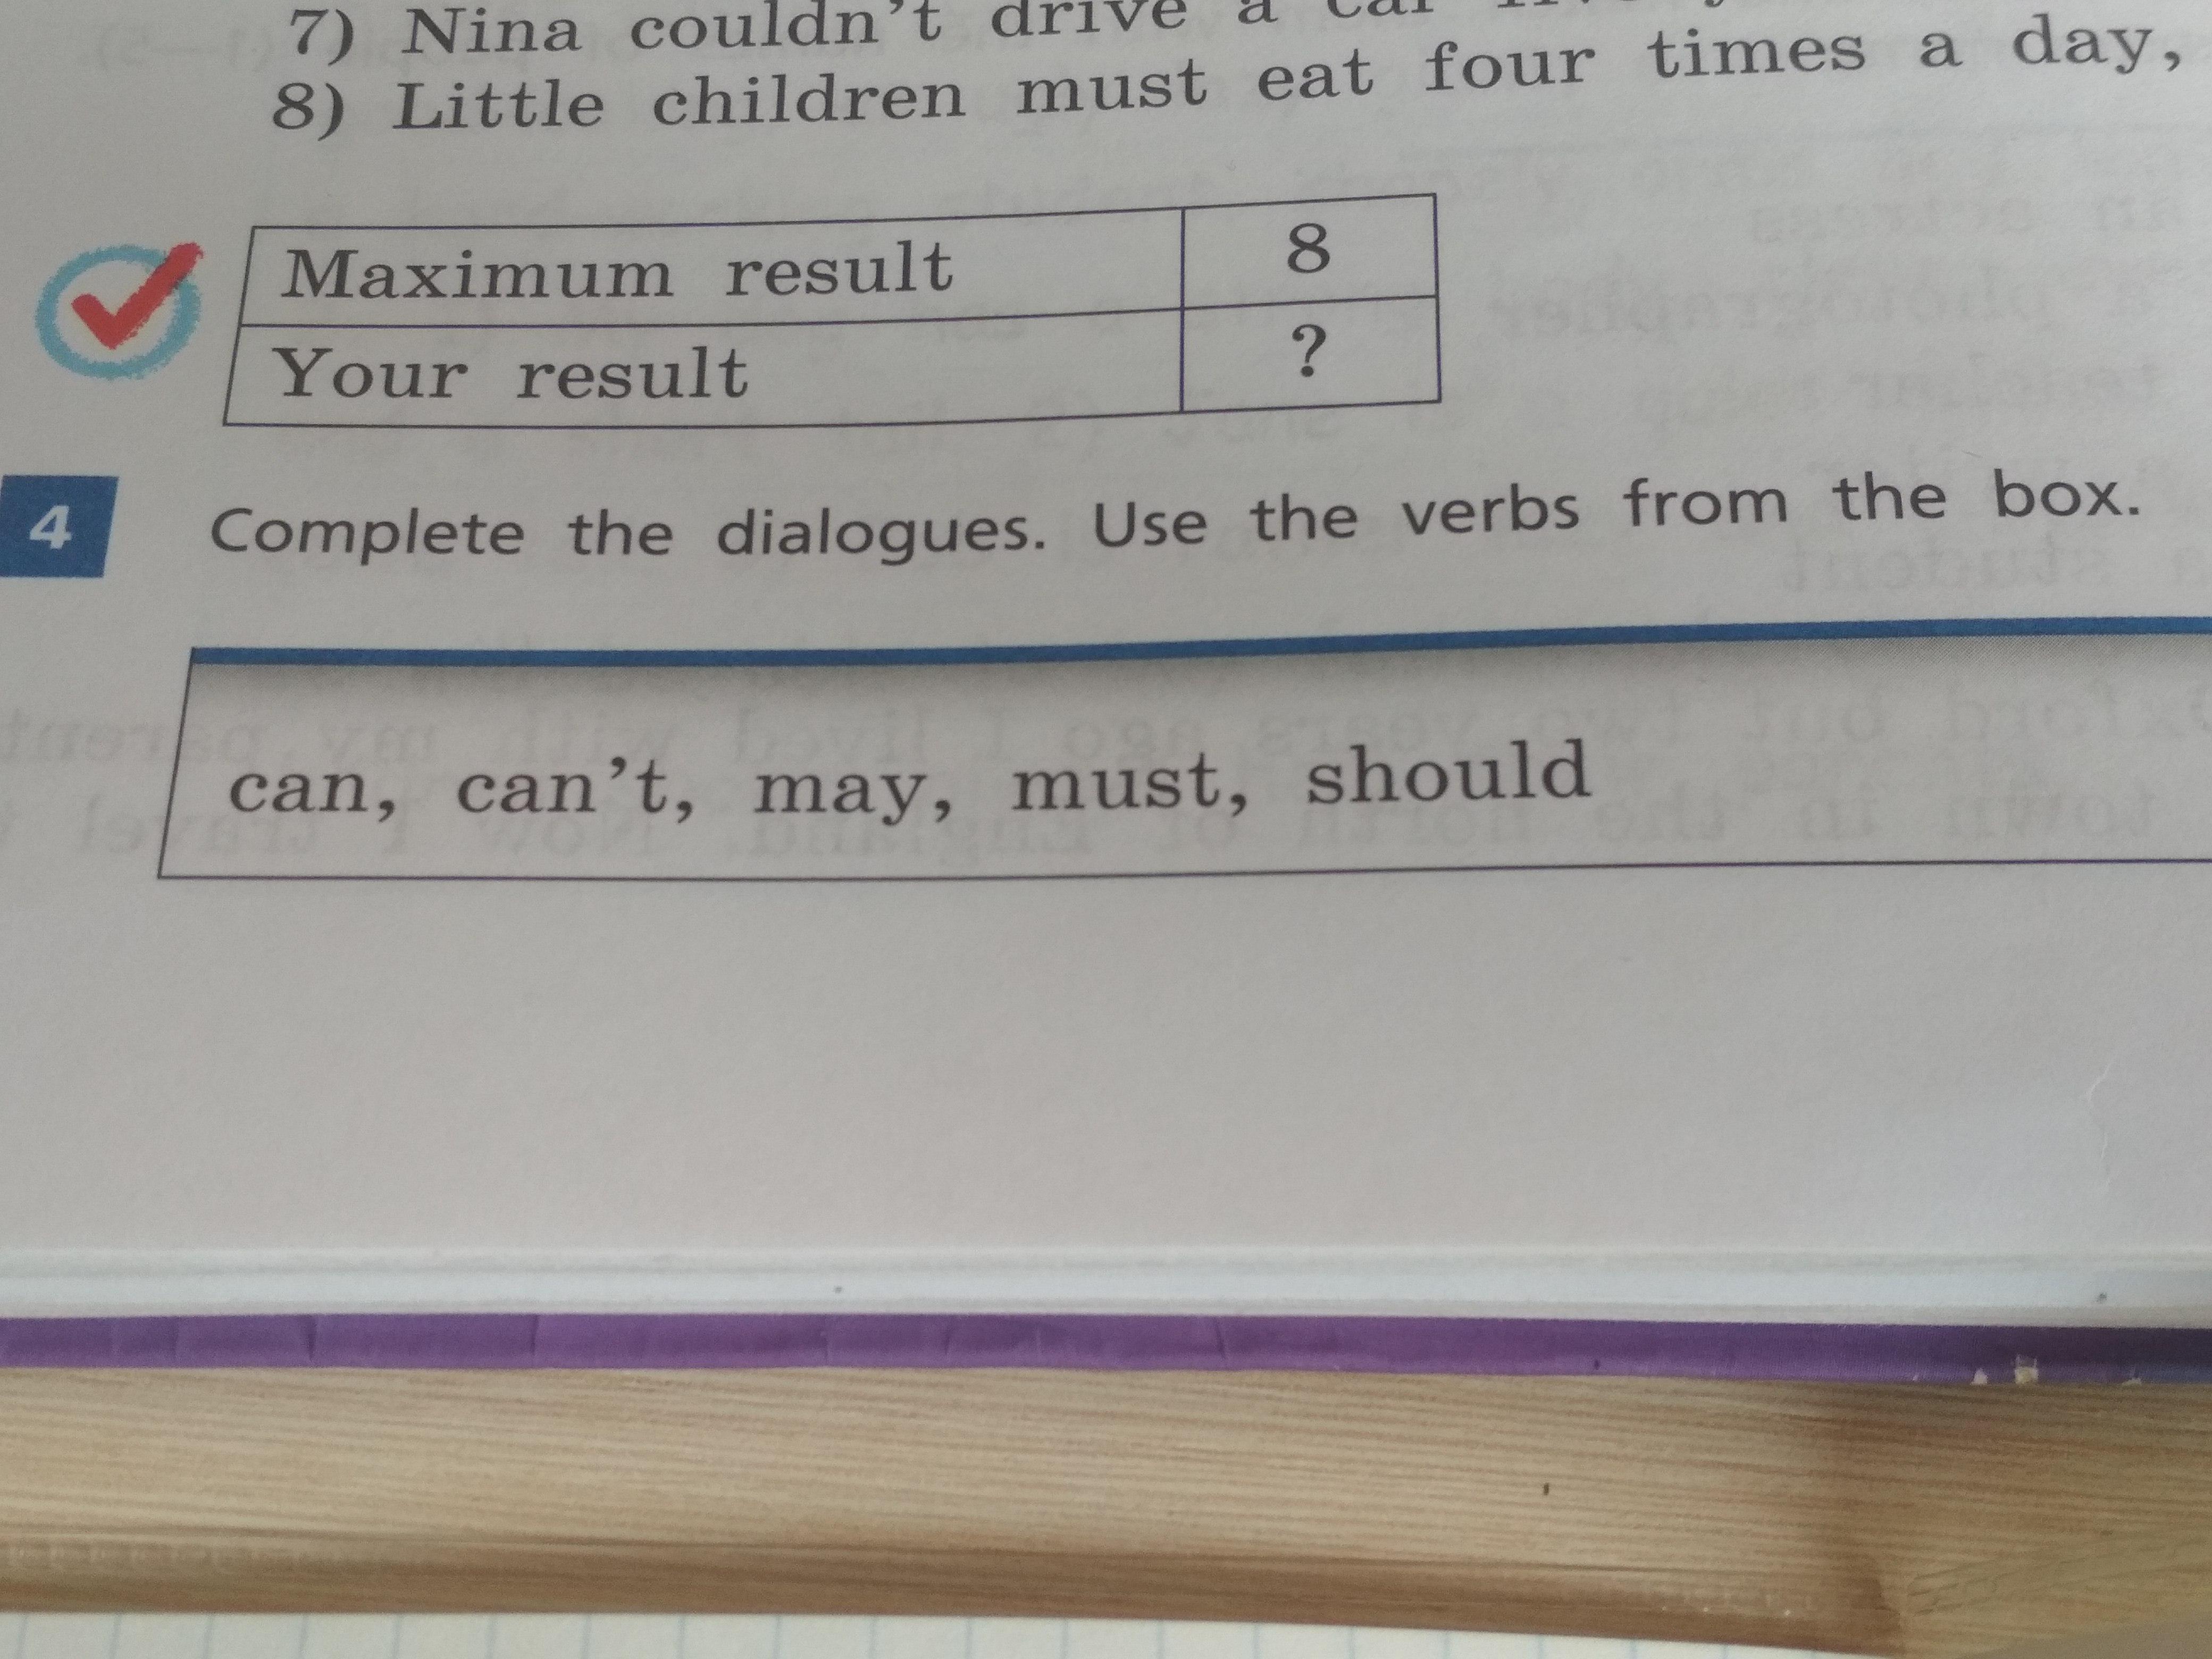 7) Nina couldn't drive a car
8) Little children must eat four times a day,
Maximum result 8
Your result ?
4 Complete the dialogues. Use the verbs from the box.
can, can't, may, must, should